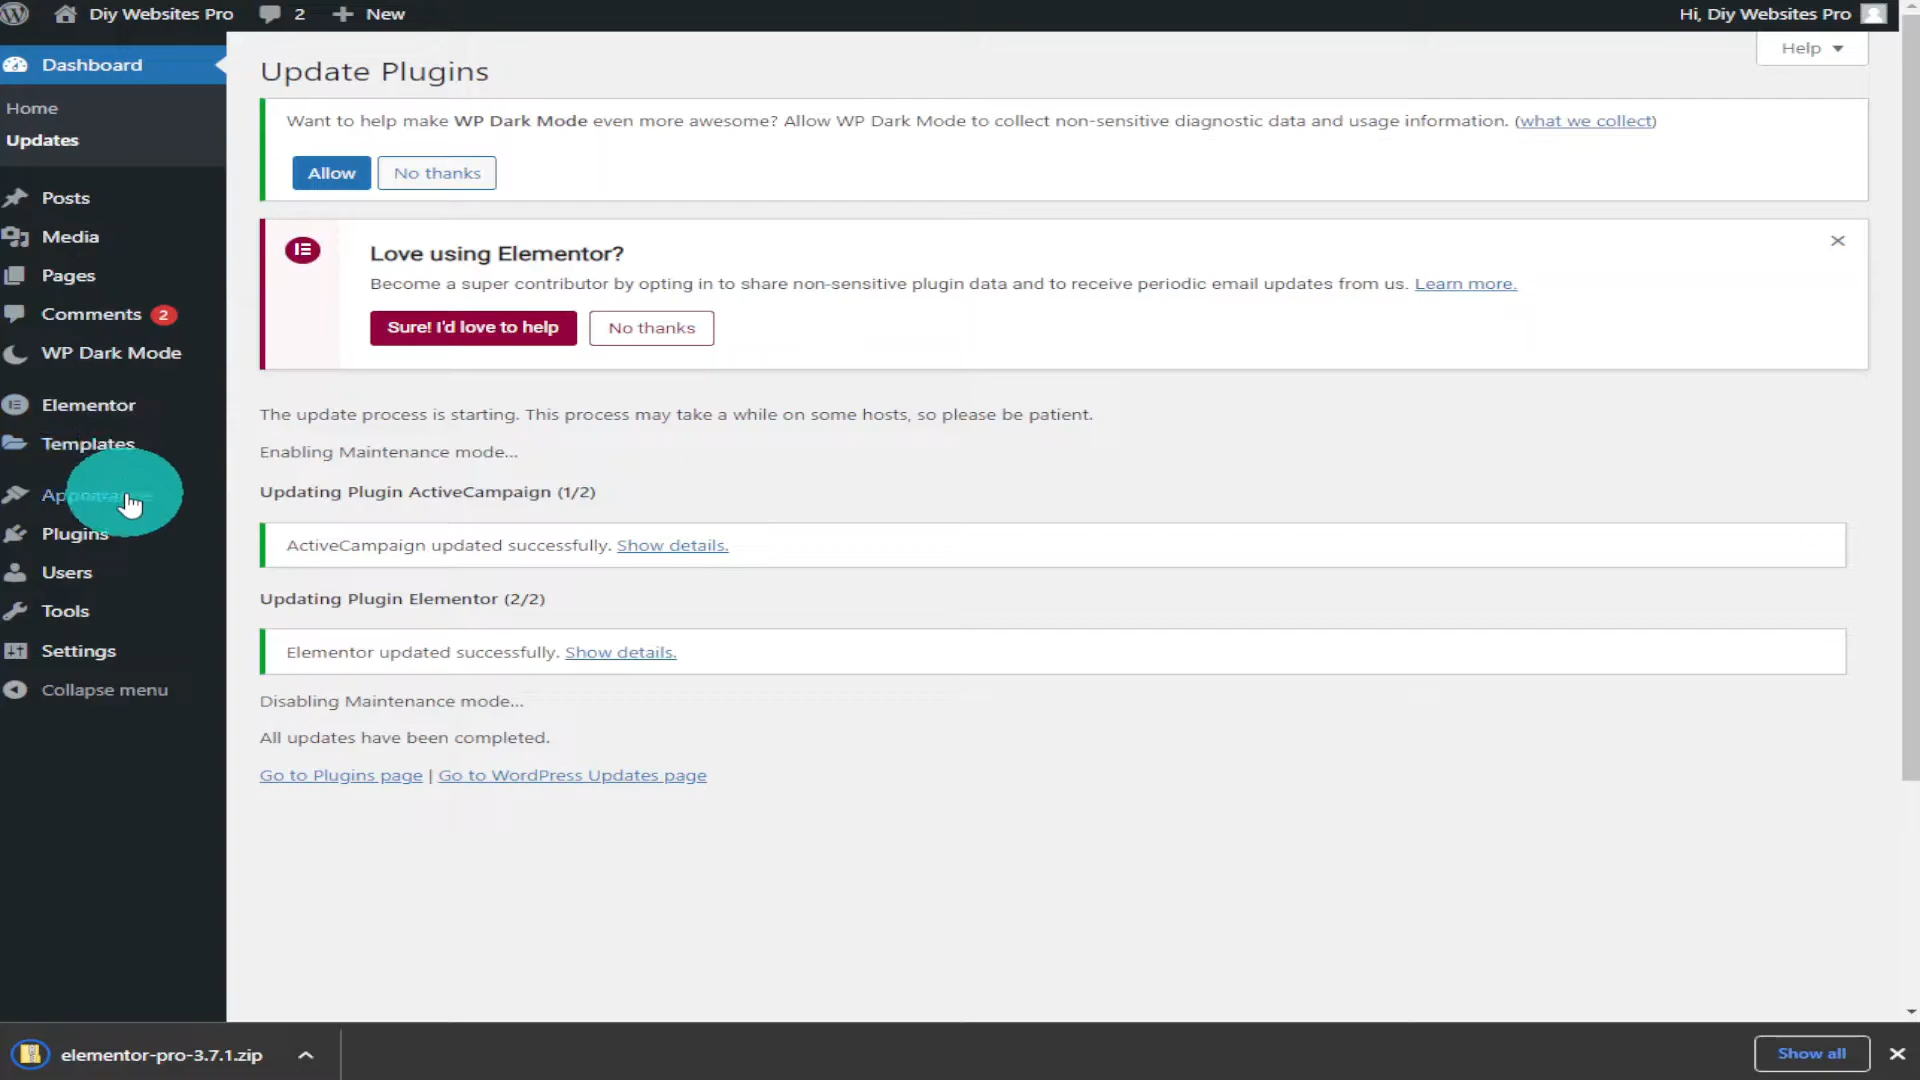 Diy Websites Pro 2 New Hi, Diy Websites Pro
Help
Dashboard
Home
Updates
Posts
Media
Pages
Comments 2
WP Dark Mode
Elementor
Templates
Appearance
Plugins
Users
Tools
Settings
Collapse menu
Update Plugins
Want to help make WP Dark Mode even more awesome? Allow WP Dark Mode to collect non-sensitive diagnostic data and usage information. (what we collect)
Allow No thanks
Love using Elementor?
Become a super contributor by opting in to share non-sensitive plugin data and to receive periodic email updates from us. Learn more.
Sure! I'd love to help No thanks
The update process is starting. This process may take a while on some hosts, so please be patient.
Enabling Maintenance mode...
Updating Plugin ActiveCampaign (1/2)
ActiveCampaign updated successfully. Show details.
Updating Plugin Elementor (2/2)
Elementor updated successfully. Show details.
Disabling Maintenance mode...
All updates have been completed.
Go to Plugins page | Go to WordPress Updates page
elementor-pro-3.7.1.zip
Show all